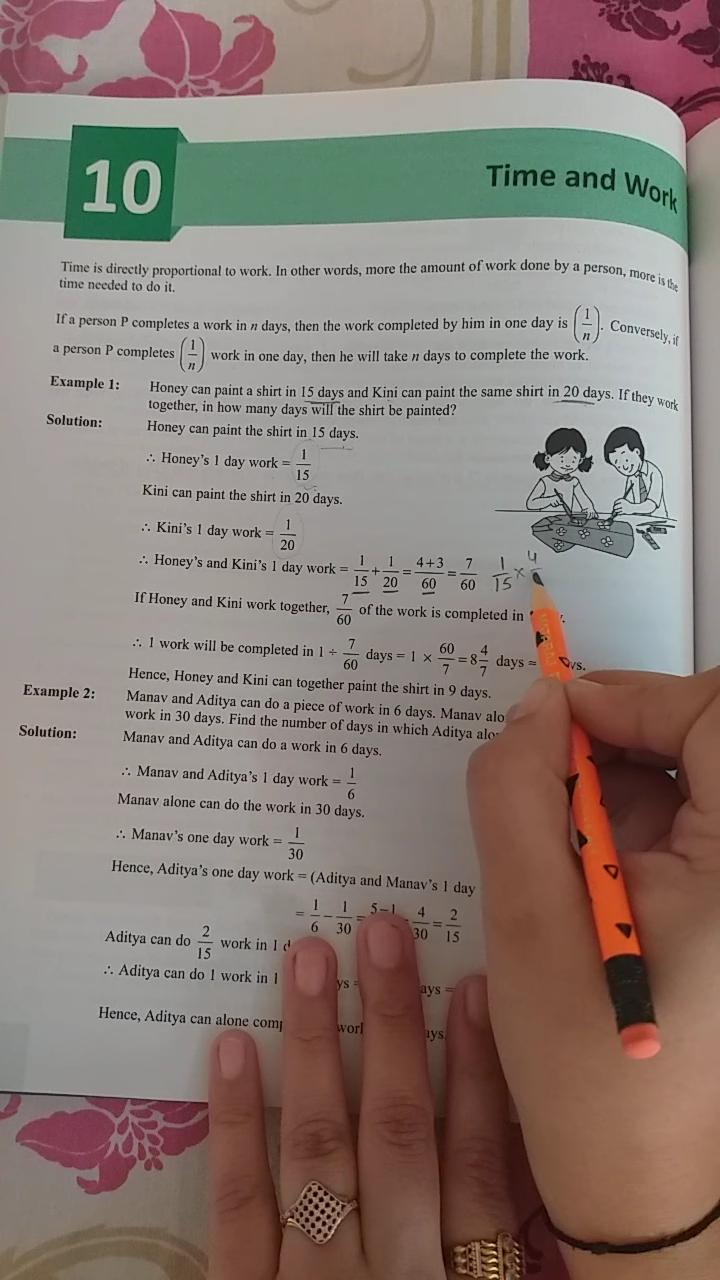 10
Time and Work
Time is directly proportional to work. In other words, more the amount of work done by a person, more is the
time needed to do it.
If a person P completes a work in n days, then the work completed by him in one day is (1/n). Conversely, if
a person P completes (1/n) work in one day, then he will take n days to complete the work.
Example 1: Honey can paint a shirt in 15 days and Kini can paint the same shirt in 20 days. If they work
together, in how many days will the shirt be painted?
Solution: Honey can paint the shirt in 15 days.
∴ Honey's 1 day work = 1/15
Kini can paint the shirt in 20 days.
∴ Kini's 1 day work = 1/20
∴ Honey's and Kini's 1 day work = 1/15 + 1/20 = 4+3/60 = 7/60 1/15 × 4
If Honey and Kini work together, 7/60 of the work is completed in
∴ 1 work will be completed in 1 ÷ 7/60 days = 1 × 60/7 = 8 4/7 days =
Hence, Honey and Kini can together paint the shirt in 9 days.
Example 2: Manav and Aditya can do a piece of work in 6 days. Manav alo
work in 30 days. Find the number of days in which Aditya alo
Solution: Manav and Aditya can do a work in 6 days.
∴ Manav and Aditya's 1 day work = 1/6
Manav alone can do the work in 30 days.
∴ Manav's one day work = 1/30
Hence, Aditya's one day work = (Aditya and Manav's 1 day
= 1/6 − 1/30 = 5−1 4/30 = 2/15
Aditya can do 2/15 work in 1 d
∴ Aditya can do 1 work in 1 ys = ays =
Hence, Aditya can alone comp worl ays.